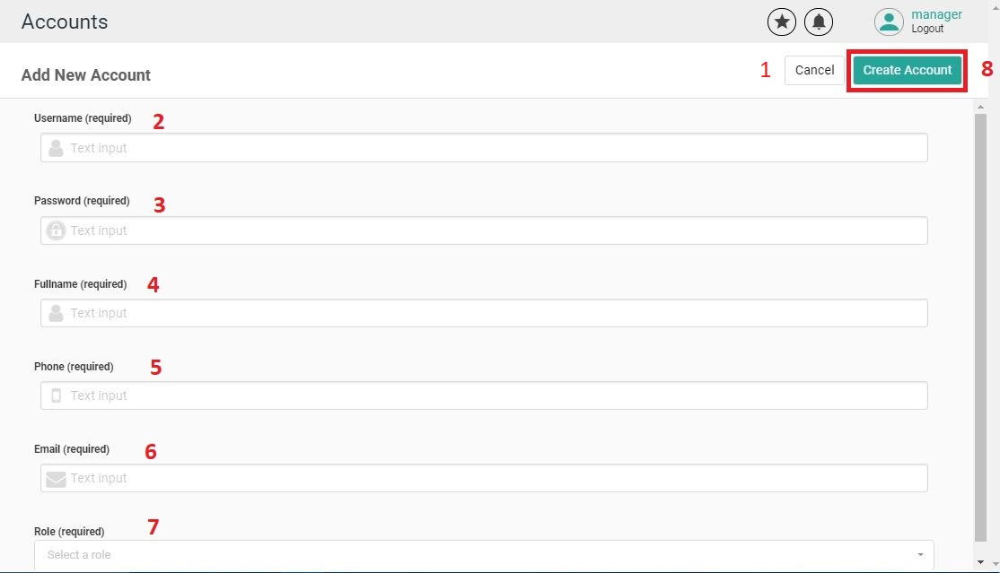 Accounts
manager
Logout
Add New Account
1
Cancel
Create Account
8
Username (required)
2
Text input
Password (required)
3
Text input
Fullname (required)
4
Text input
Phone (required)
5
Text input
Email (required)
6
Text input
Role (required)
7
Select a role